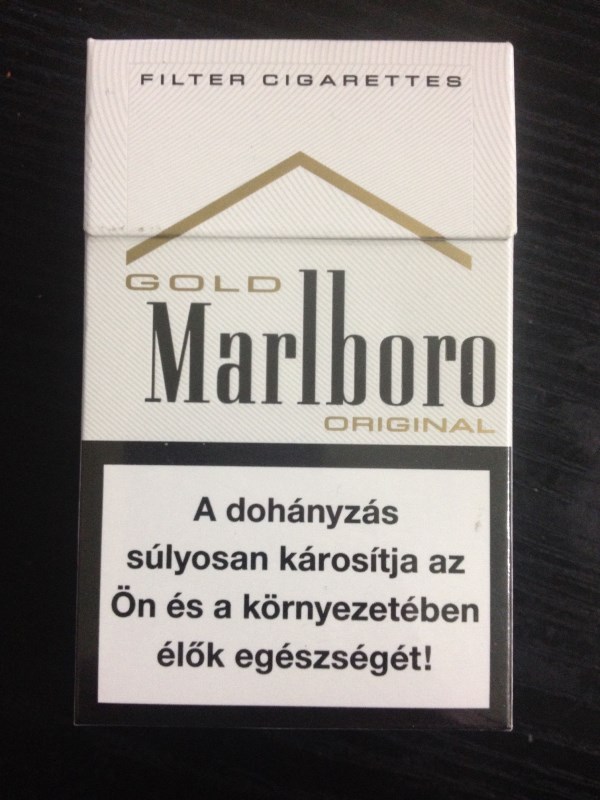 FILTER CIGARETTES
GOLD
Marlboro
ORIGINAL
A dohányzás
súlyosan károsítja az
Ön és a környezetében
élők egészségét!